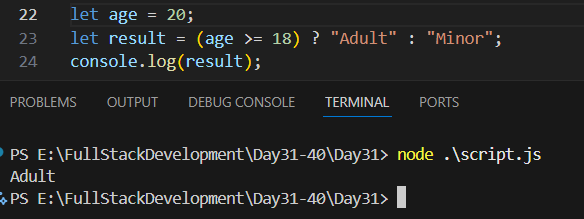 22 let age = 20;
23 let result = (age >= 18) ? "Adult" : "Minor";
24 console.log(result);
PROBLEMS OUTPUT DEBUG CONSOLE TERMINAL PORTS
PS E:\FullStackDevelopment\Day31-40\Day31> node .\script.js
Adult
PS E:\FullStackDevelopment\Day31-40\Day31>